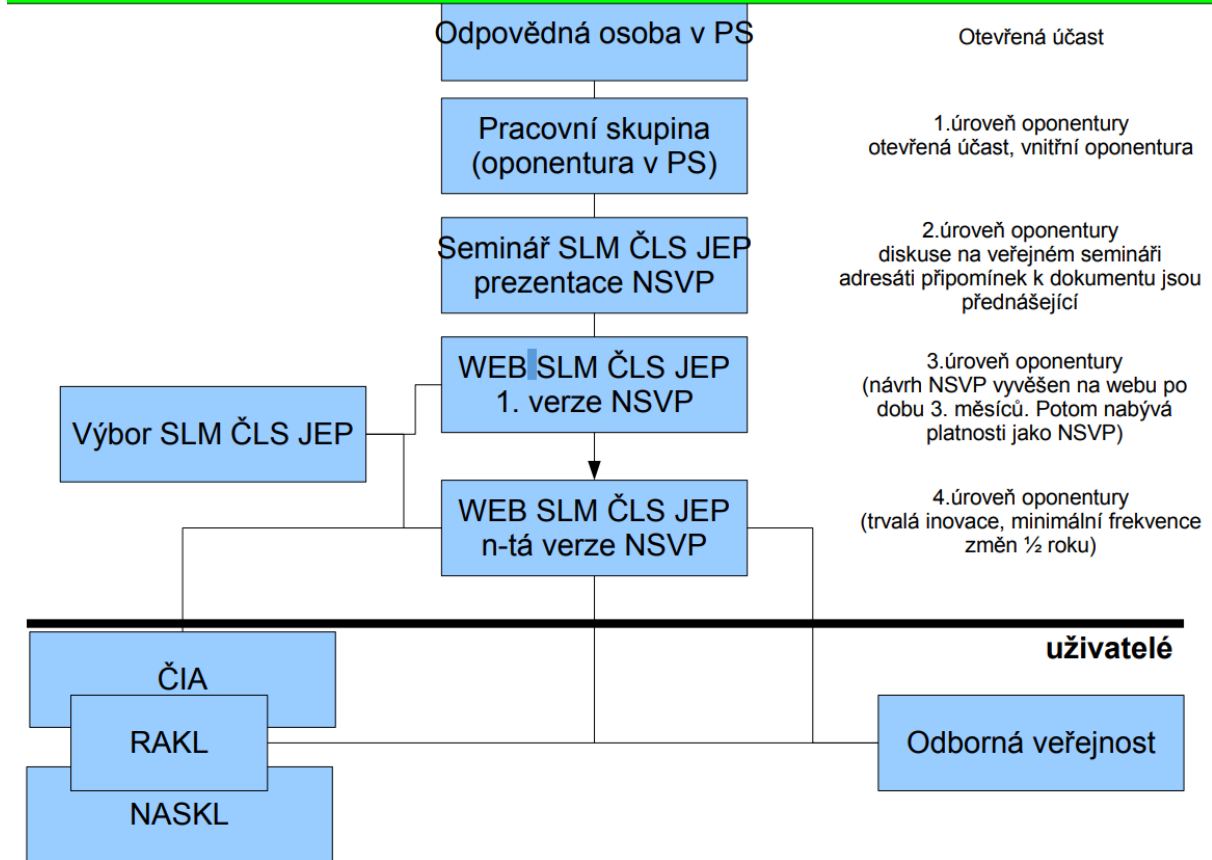 Odpovědná osoba v PS
Otevřená účast
Pracovní skupina
(oponentura v PS)
1.úroveň oponentury
otevřená účast, vnitřní oponentura
Seminář SLM ČLS JEP
prezentace NSVP
2.úroveň oponentury
diskuse na veřejném semináři
adresáti připomínek k dokumentu jsou
přednášející
WEB SLM ČLS JEP
1. verze NSVP
3.úroveň oponentury
(návrh NSVP vyvěšen na webu po
dobu 3. měsíců. Potom nabývá
platnosti jako NSVP)
Výbor SLM ČLS JEP
WEB SLM ČLS JEP
n-tá verze NSVP
4.úroveň oponentury
(trvalá inovace, minimální frekvence
změn ½ roku)
uživatelé
ČIA
RAKL
NASKL
Odborná veřejnost